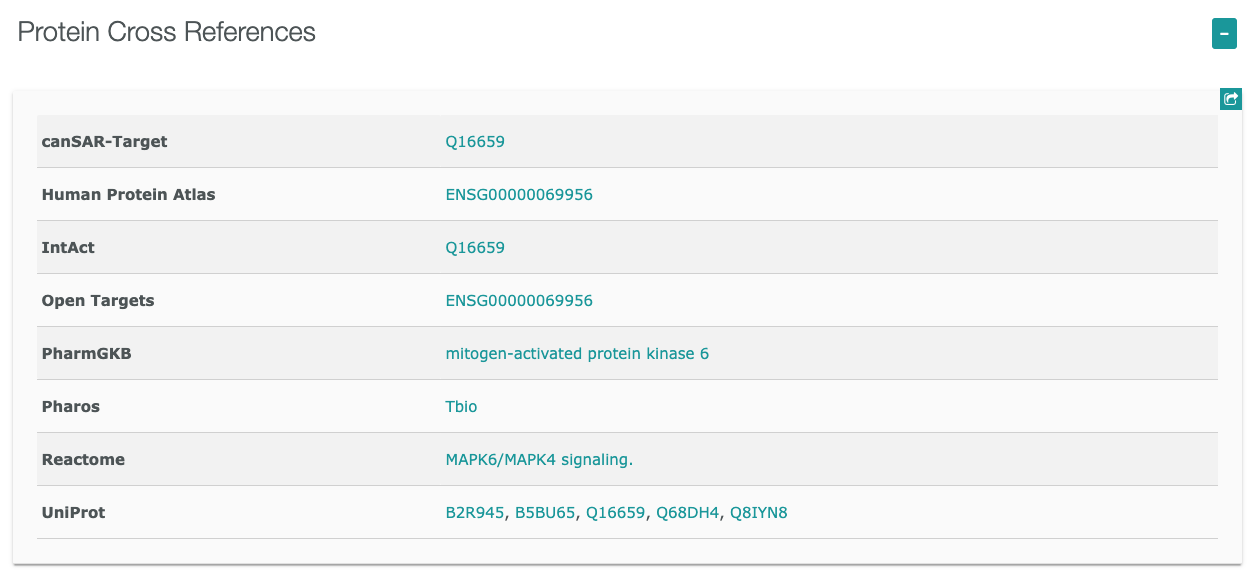 Protein Cross References
-
canSAR-Target Q16659
Human Protein Atlas ENSG00000069956
IntAct Q16659
Open Targets ENSG00000069956
PharmGKB mitogen-activated protein kinase 6
Pharos Tbio
Reactome MAPK6/MAPK4 signaling.
UniProt B2R945, B5BU65, Q16659, Q68DH4, Q8IYN8